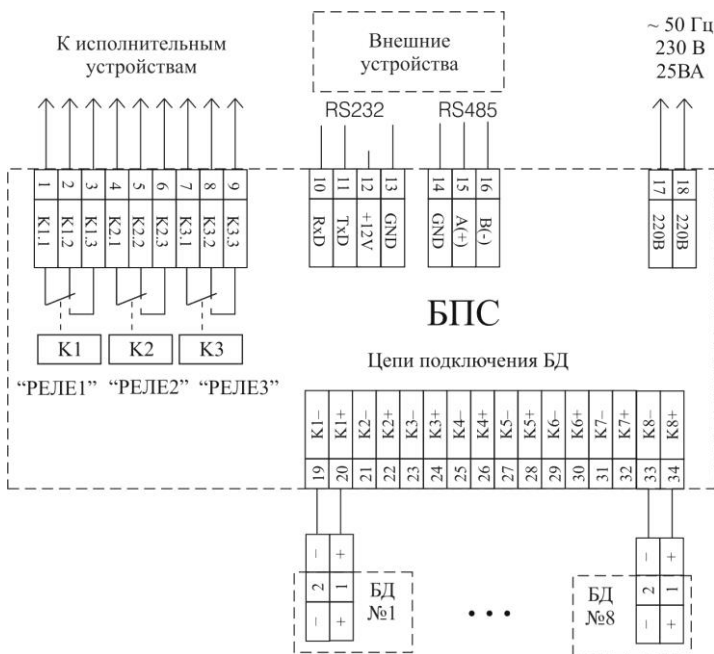 К исполнительным
устройствам
Внешние
устройства
~ 50 Гц
230 В
25ВА
RS232
RS485
1 2 3 4 5 6 7 8 9
K1.1 K1.2 K1.3 K2.1 K2.2 K2.3 K3.1 K3.2 K3.3
10 11 12 13
RxD TxD +12V GND
14 15 16
GND A(+) B(-)
17 18
220В 220В
БПС
K1 K2 K3
“РЕЛЕ1” “РЕЛЕ2” “РЕЛЕ3”
Цепи подключения БД
K1– K1+ K2– K2+ K3– K3+ K4– K4+ K5– K5+ K6– K6+ K7– K7+ K8– K8+
19 20 21 22 23 24 25 26 27 28 29 30 31 32 33 34
– +
2 1
– +
БД
№1
• • •
БД
№8
– +
2 1
– +